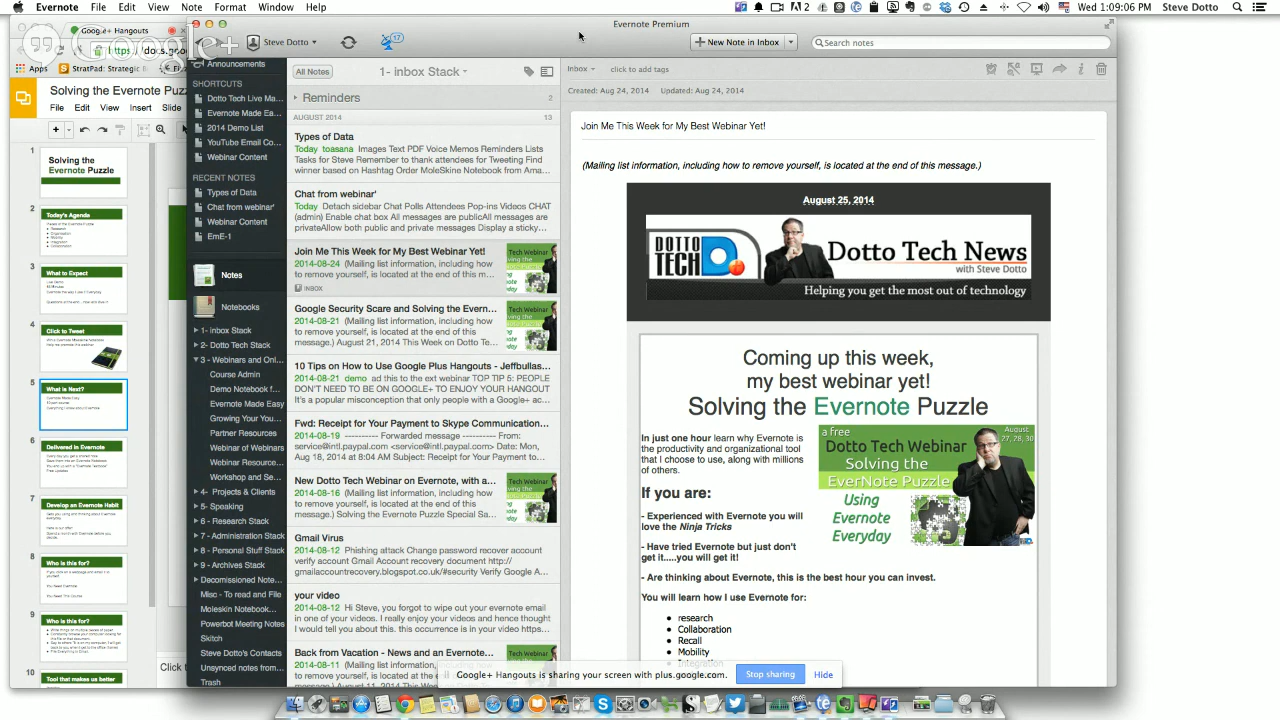 Evernote File Edit View Note Format Window Help
2 Wed 1:09:06 PM Steve Dotto
Google+ Hangouts
https://docs.goog
Google+
Apps StratPad: Strategic B
Solving the Evernote Puz
File Edit View Insert Slide
1
Solving the
Evernote Puzzle
2
Today's Agenda
3
What to Expect
4
Click to Tweet
5
What is Next?
6
Delivered in Evernote
7
Develop an Evernote Habit
8
Who is this for?
9
Who is this for?
10
Tool that makes us better
Click t
Evernote Premium
Steve Dotto
17
+ New Note in Inbox
Search notes
Announcements
SHORTCUTS
Dotto Tech Live Ma...
Evernote Made Ea...
2014 Demo List
YouTube Email Co...
Webinar Content
RECENT NOTES
Types of Data
Chat from webinar'
Webinar Content
EmE-1
Notes
Notebooks
1- inbox Stack
2- Dotto Tech Stack
3 - Webinars and Onl...
Course Admin
Demo Notebook f...
Evernote Made Easy
Growing Your You...
Partner Resources
Webinar of Webinars
Webinar Resource...
Workshop and Se...
4- Projects & Clients
5- Speaking
6 - Research Stack
7 - Administration Stack
8 - Personal Stuff Stack
9 - Archives Stack
Decomissioned Note...
Misc - To read and File
Moleskin Notebook...
Powerbot Meeting Notes
Skitch
Steve Dotto's Contacts
Unsynced notes from...
Trash
All Notes
1- inbox Stack
Reminders 2
AUGUST 2014 13
Types of Data
Today toasana Images Text PDF Voice Memos Reminders Lists
Tasks for Steve Remember to thank attendees for Tweeting Find
winner based on Hashtag Order MoleSkine Notebook from Ama...
Chat from webinar'
Today Detach sidebar Chat Polls Attendees Pop-ins Videos CHAT
(admin) Enable chat box All messages are publicAll messages are
privateAllow both public and private messages Display a sticky...
Join Me This Week for My Best Webinar Yet!
2014-08-24 (Mailing list information, including how
to remove yourself, is located at the end of this m...
INBOX
Google Security Scare and Solving the Evern...
2014-08-21 (Mailing list information, including how
to remove yourself, is located at the end of this
message.) August 21, 2014 This Week on Dotto Te...
10 Tips on How to Use Google Plus Hangouts - Jeffbullas...
2014-08-21 demo ad this to the ext webinar TOP TIP 5: PEOPLE
DON'T NEED TO BE ON GOOGLE+ TO ENJOY YOUR HANGOUT
It's a popular misconception that only people with a Google+ ac...
Fwd: Receipt for Your Payment to Skype Communication...
2014-08-19 ---------- Forwarded message ---------- From:
service@intl.paypal.com <service@intl.paypal.com> Date: Mon,
Aug 18, 2014 at 8:04 AM Subject: Receipt for Your Payment to...
New Dotto Tech Webinar on Evernote, with a...
2014-08-16 (Mailing list information, including how
to remove yourself, is located at the end of this
message.) Solving the Evernote Puzzle Special Sa...
Gmail Virus
2014-08-12 Phishing attack Change password recover account
verify account Gmail Account recovery document http://
gmailaccountrecovery.blogspot.co.uk/#security Verify Google A...
your video
2014-08-12 Hi Steve, you forgot to wipe out your evernote email
in one of your videos. I really enjoy your videos and hence thought
I would tell you about this. this occurence is in your video https...
Back from Vacation - News and an Evernote...
2014-08-11 (Mailing list information, including how
to remove yourself, is located at the end of this
Inbox click to add tags
Created: Aug 24, 2014 Updated: Aug 24, 2014
Join Me This Week for My Best Webinar Yet!
(Mailing list information, including how to remove yourself, is located at the end of this message.)
August 25, 2014
DOTTO
TECH
Dotto Tech News
with Steve Dotto
Helping you get the most out of technology
Coming up this week,
my best webinar yet!
Solving the Evernote Puzzle
In just one hour learn why Evernote is
the productivity and organizational tool
that I choose to use, along with millions
of others.
If you are:
- Experienced with Evernote you will
love the Ninja Tricks
- Have tried Evernote but just don't
get it.....you will get it!
- Are thinking about Evernote, this is the best hour you can invest.
You will learn how I use Evernote for:
research
Collaboration
Recall
Mobility
Integration
a free
August
27, 28, 30
Dotto Tech Webinar
Solving the
EverNote Puzzle
Using
Evernote
Everyday
Google+ Hangouts is sharing your screen with plus.google.com. Stop sharing Hide